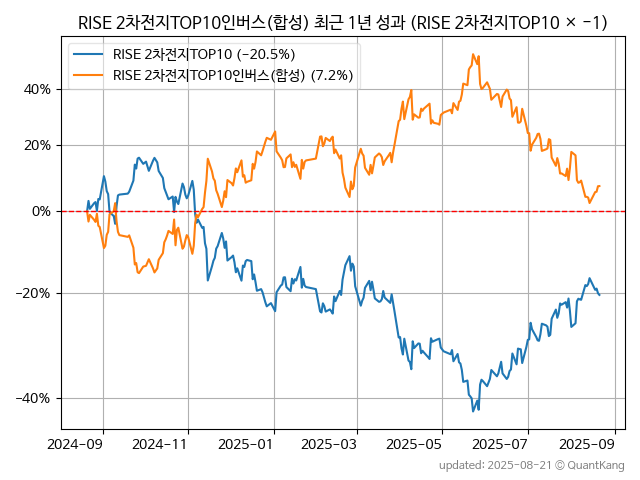 RISE 2차전지TOP10인버스(합성) 최근 1년 성과 (RISE 2차전지TOP10 × −1)
RISE 2차전지TOP10 (−20.5%)
RISE 2차전지TOP10인버스(합성) (7.2%)
40%
20%
0%
−20%
−40%
2024-09 2024-11 2025-01 2025-03 2025-05 2025-07 2025-09
updated: 2025-08-21 © QuantKang